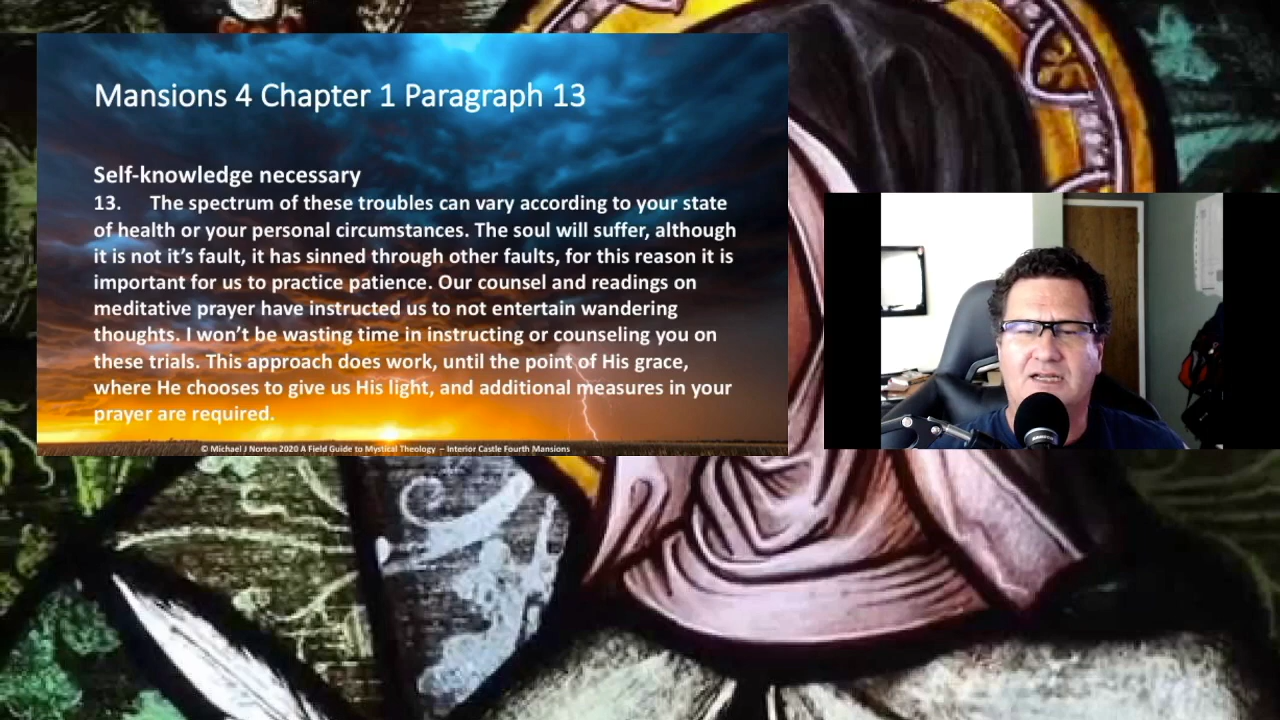 Mansions 4 Chapter 1 Paragraph 13
Self-knowledge necessary
13. The spectrum of these troubles can vary according to your state
of health or your personal circumstances. The soul will suffer, although
it is not it's fault, it has sinned through other faults, for this reason it is
important for us to practice patience. Our counsel and readings on
meditative prayer have instructed us to not entertain wandering
thoughts. I won't be wasting time in instructing or counseling you on
these trials. This approach does work, until the point of His grace,
where He chooses to give us His light, and additional measures in your
prayer are required.
© Michael J Norton 2020 A Field Guide to Mystical Theology – Interior Castle Fourth Mansions